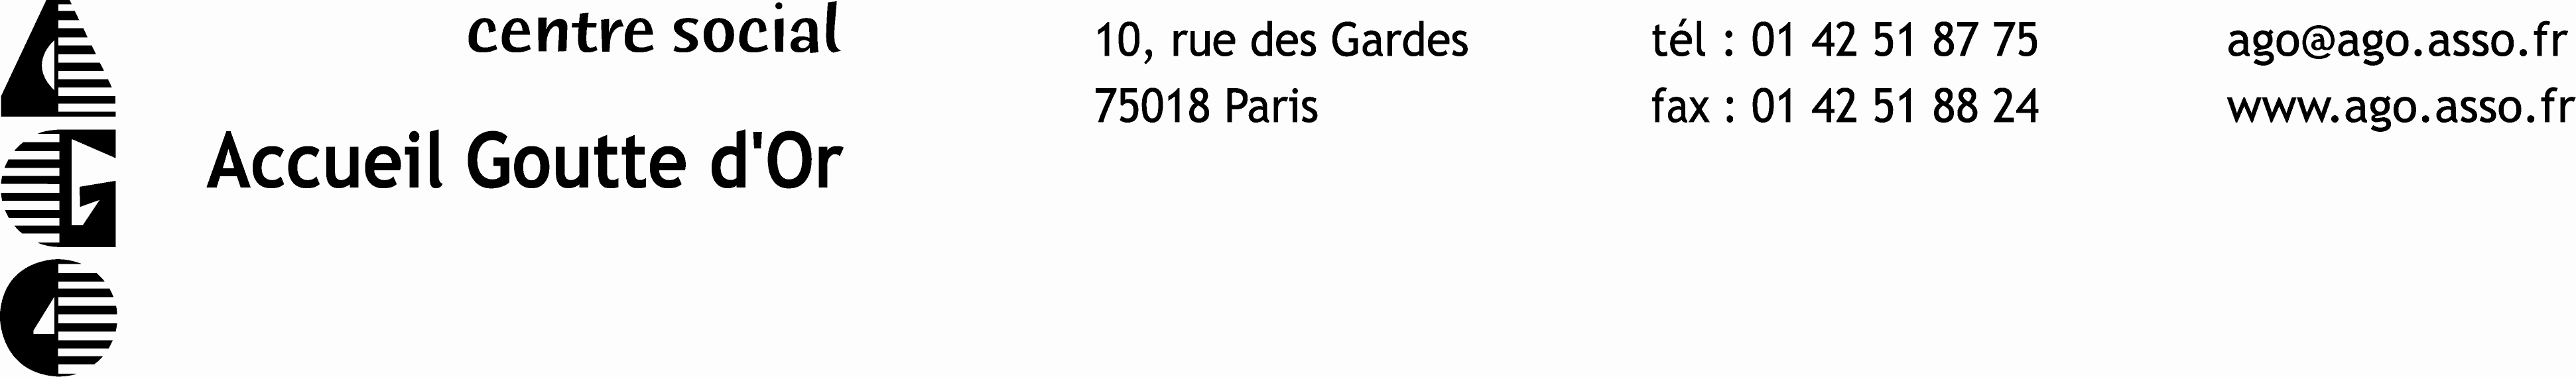 centre social
Accueil Goutte d'Or
10, rue des Gardes
75018 Paris
tél : 01 42 51 87 75
fax : 01 42 51 88 24
ago@ago.asso.fr
www.ago.asso.fr